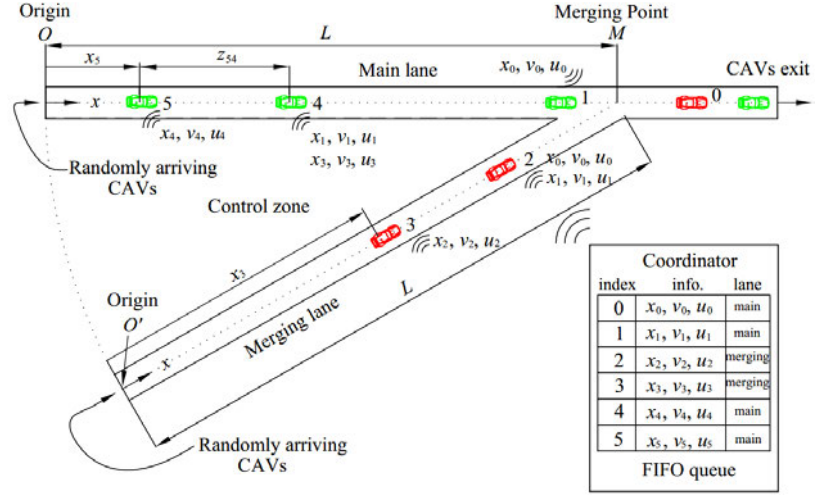 Origin
O
L
Merging Point
M
x₅
z₅₄
Main lane
x₀, v₀, u₀
CAVs exit
x
5
4
1
0
x₄, v₄, u₄
x₁, v₁, u₁
x₃, v₃, u₃
Randomly arriving
CAVs
2
x₀, v₀, u₀
x₁, v₁, u₁
Control zone
3
x₂, v₂, u₂
x₃
L
Origin
O'
x
Merging lane
Randomly arriving
CAVs
Coordinator
index info. lane
0 x₀, v₀, u₀ main
1 x₁, v₁, u₁ main
2 x₂, v₂, u₂ merging
3 x₃, v₃, u₃ merging
4 x₄, v₄, u₄ main
5 x₅, v₅, u₅ main
FIFO queue